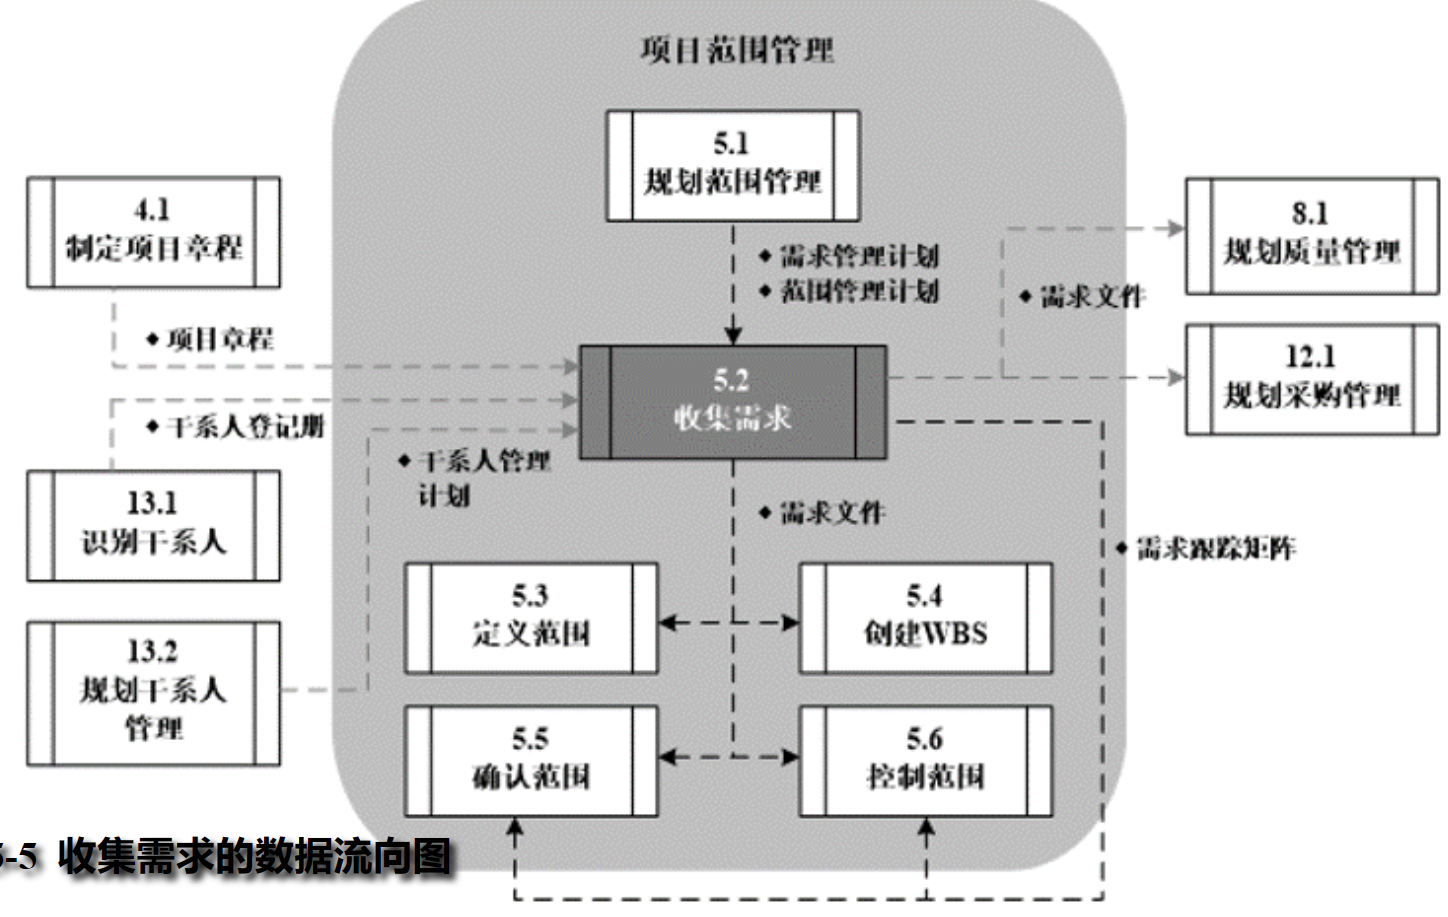 项目范围管理
5.1
规划范围管理
4.1
制定项目章程
8.1
规划质量管理
◆ 需求管理计划
◆ 范围管理计划
◆ 需求文件
◆ 项目章程
12.1
规划采购管理
5.2
收集需求
◆ 干系人登记册
◆ 干系人管理
计划
13.1
识别干系人
◆ 需求文件
◆ 需求跟踪矩阵
5.3
定义范围
5.4
创建WBS
13.2
规划干系人
管理
5.5
确认范围
5.6
控制范围
5-5 收集需求的数据流向图